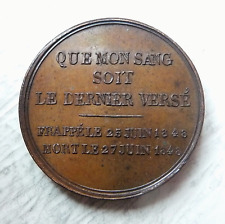 QUE MON SANG
SOIT
LE DERNIER VERSÉ
FRAPPÉ LE 25 JUIN 1848
MORT LE 27 JUIN 1848